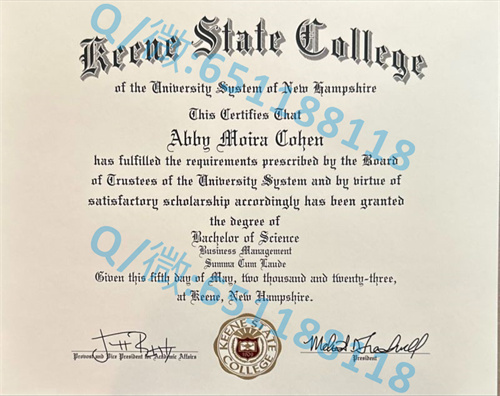 Keene State College
of the University System of New Hampshire
This Certifies That
Abby Moira Cohen
has fulfilled the requirements prescribed by the Board
of Trustees of the University System and by virtue of
satisfactory scholarship accordingly has been granted
the degree of
Bachelor of Science
Business Management
Summa Cum Laude
Given this fifth day of May, two thousand and twenty-three,
at Keene, New Hampshire.
Provost and Vice President for Academic Affairs
President
KEENE STATE
COLLEGE
Q/微:651188118
Q/微:651188118